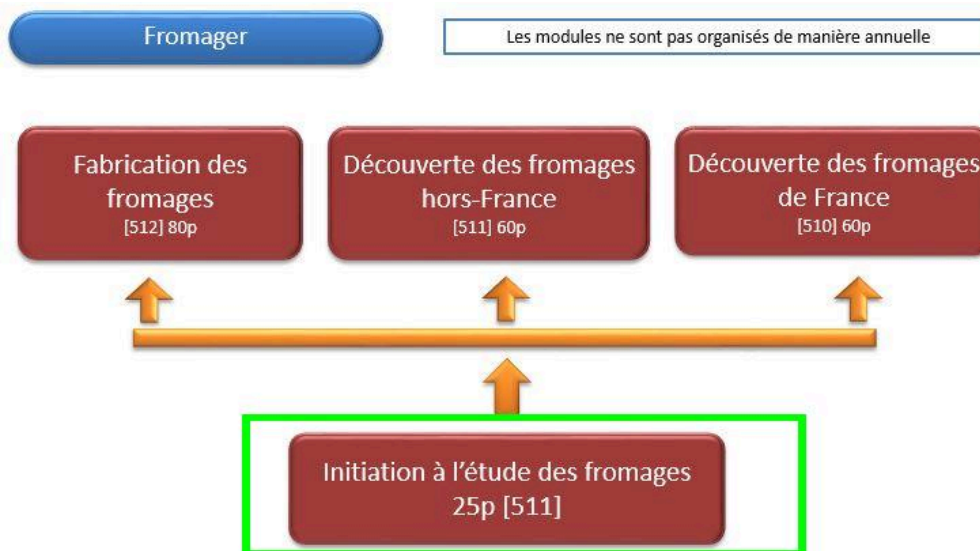 Fromager
Les modules ne sont pas organisés de manière annuelle
Fabrication des
fromages
[512] 80p
Découverte des fromages
hors-France
[511] 60p
Découverte des fromages
de France
[510] 60p
Initiation à l'étude des fromages
25p [511]